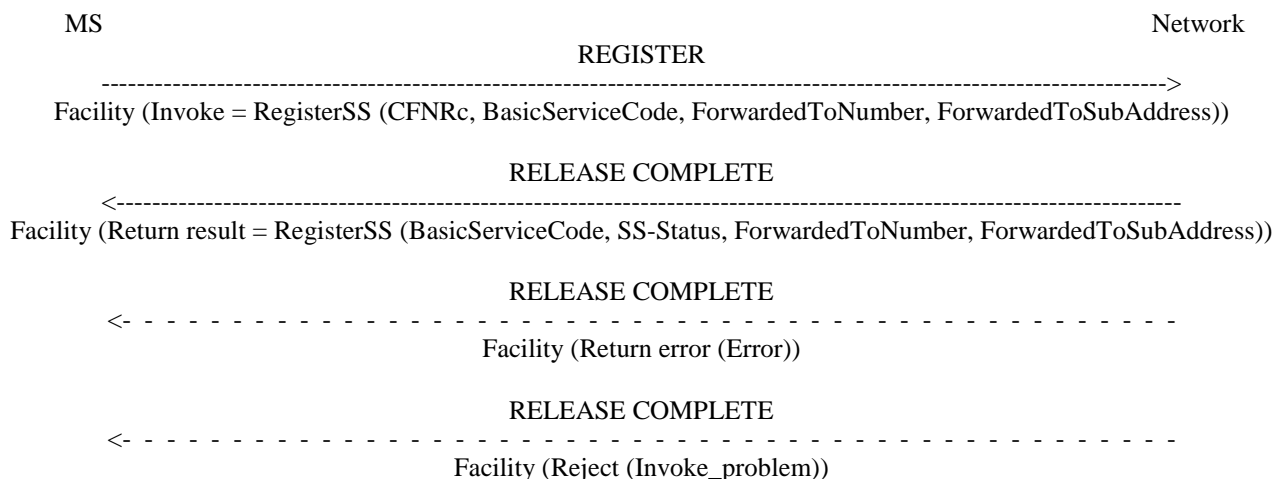 MS Network
REGISTER
------------------------------------------------------------------------------------------------------------------------>
Facility (Invoke = RegisterSS (CFNRc, BasicServiceCode, ForwardedToNumber, ForwardedToSubAddress))
RELEASE COMPLETE
<------------------------------------------------------------------------------------------------------------------------
Facility (Return result = RegisterSS (BasicServiceCode, SS-Status, ForwardedToNumber, ForwardedToSubAddress))
RELEASE COMPLETE
<- - - - - - - - - - - - - - - - - - - - - - - - - - - - - - - - - - - - - - - - - - - - - - - -
Facility (Return error (Error))
RELEASE COMPLETE
<- - - - - - - - - - - - - - - - - - - - - - - - - - - - - - - - - - - - - - - - - - - - - - - -
Facility (Reject (Invoke_problem))